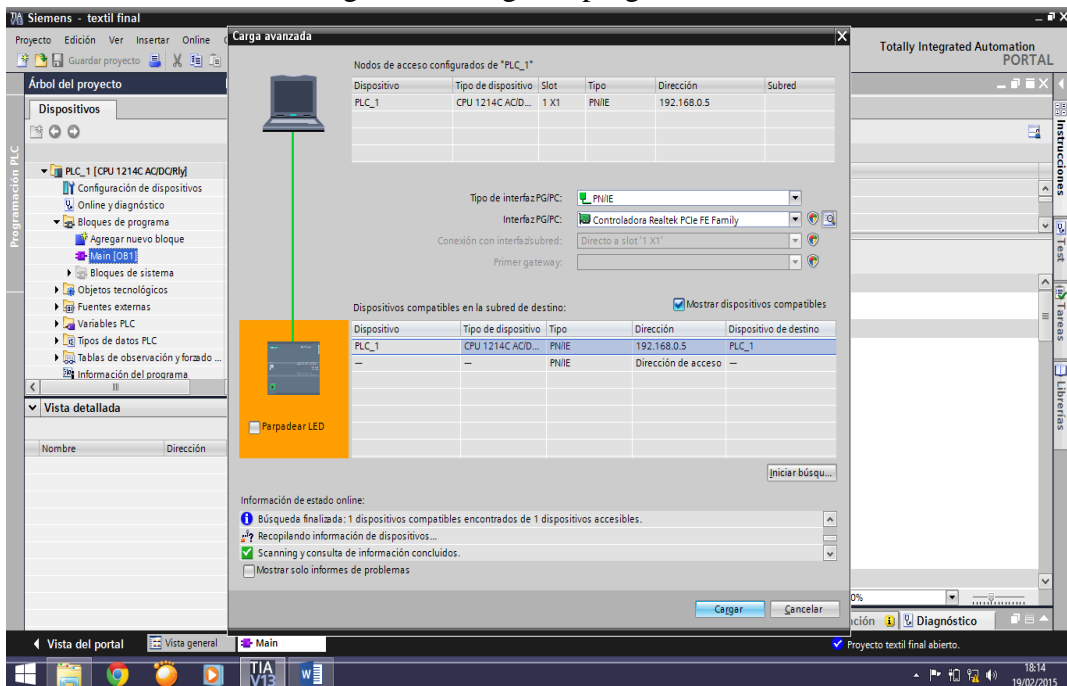 Siemens - textil final
Proyecto Edición Ver Insertar Online
Guardar proyecto
Totally Integrated Automation
PORTAL
Árbol del proyecto
Dispositivos
Programación PLC
PLC_1 [CPU 1214C AC/DC/Rly]
Configuración de dispositivos
Online y diagnóstico
Bloques de programa
Agregar nuevo bloque
Main [OB1]
Bloques de sistema
Objetos tecnológicos
Fuentes externas
Variables PLC
Tipos de datos PLC
Tablas de observación y forzado ...
Información del programa
Vista detallada
Nombre Dirección
Carga avanzada
Nodos de acceso configurados de "PLC_1"
Dispositivo Tipo de dispositivo Slot Tipo Dirección Subred
PLC_1 CPU 1214C AC/D... 1 X1 PN/IE 192.168.0.5
Tipo de interfaz PG/PC: PN/IE
Interfaz PG/PC: Controladora Realtek PCIe FE Family
Conexión con interfaz/subred: Directo a slot '1 X1'
Primer gateway:
Dispositivos compatibles en la subred de destino:
Mostrar dispositivos compatibles
Dispositivo Tipo de dispositivo Tipo Dirección Dispositivo de destino
PLC_1 CPU 1214C AC/D... PN/IE 192.168.0.5 PLC_1
— — PN/IE Dirección de acceso —
Parpadear LED
Iniciar búsqu...
Información de estado online:
Búsqueda finalizada: 1 dispositivos compatibles encontrados de 1 dispositivos accesibles.
Recopilando información de dispositivos...
Scanning y consulta de información concluidos.
Mostrar solo informes de problemas
Cargar Cancelar
Instrucciones
Test
Tareas
Librerías
0%
ación Diagnóstico
Vista del portal Vista general Main
Proyecto textil final abierto.
TIA
V13
18:14
19/02/2015